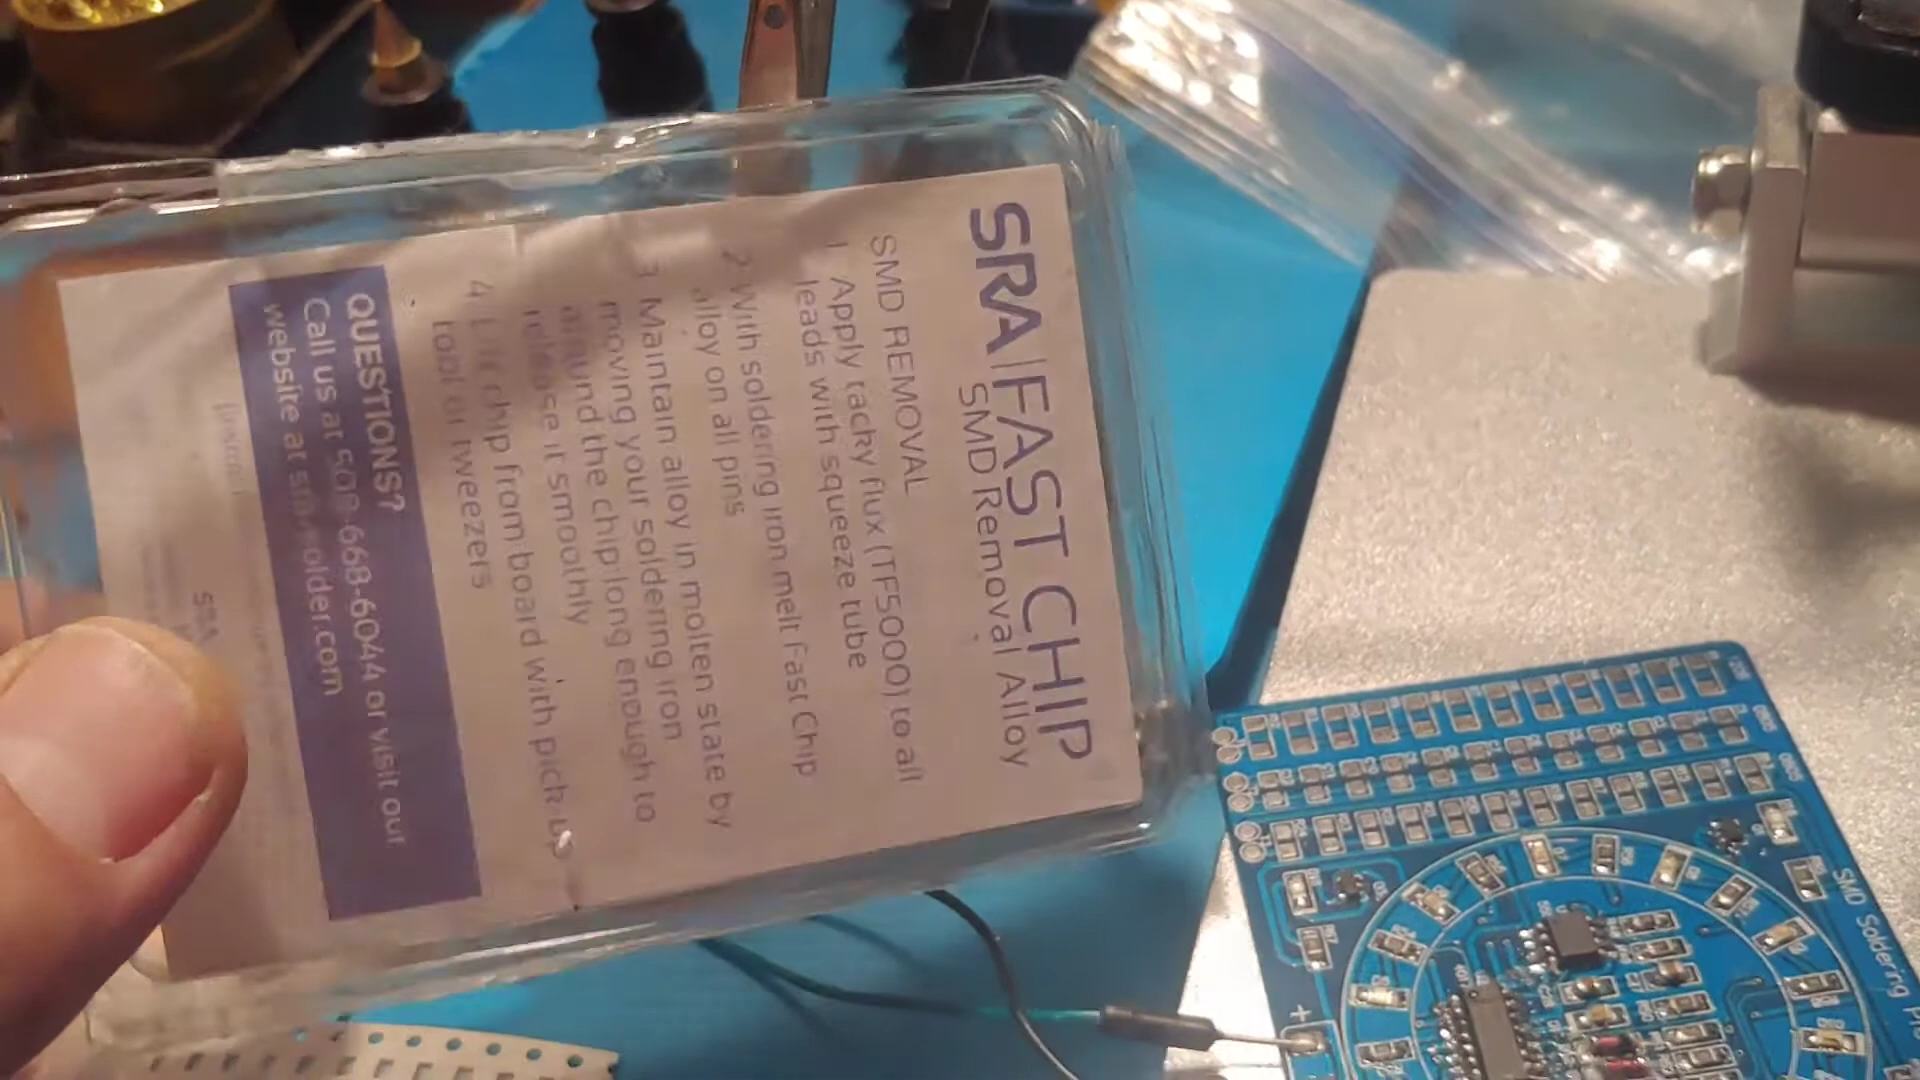 SRA|FAST CHIP
SMD Removal Alloy
SMD REMOVAL
1 Apply tacky flux (TF5000) to all
leads with squeeze tube
2 With soldering iron melt Fast Chip
alloy on all pins
3 Maintain alloy in molten state by
moving your soldering iron
around the chip long enough to
release it smoothly
4 Lift chip from board with pick up
tool or tweezers
QUESTIONS?
Call us at 508-668-6044 or visit our
website at sra-solder.com
SRA
SMD Soldering
+